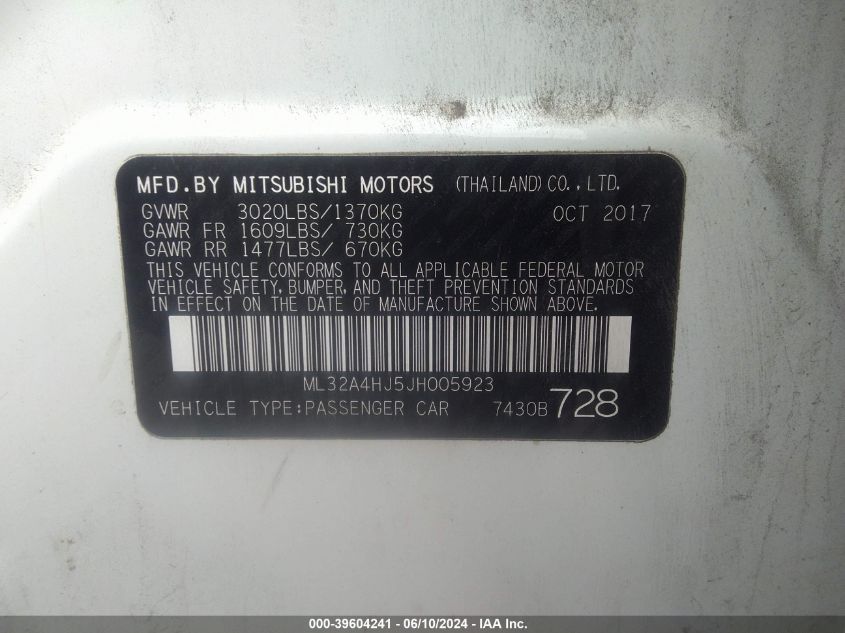 MFD.BY MITSUBISHI MOTORS (THAILAND) CO., LTD.
GVWR 3020LBS/1370KG OCT 2017
GAWR FR 1609LBS/ 730KG
GAWR RR 1477LBS/ 670KG
THIS VEHICLE CONFORMS TO ALL APPLICABLE FEDERAL MOTOR
VEHICLE SAFETY, BUMPER, AND THEFT PREVENTION STANDARDS
IN EFFECT ON THE DATE OF MANUFACTURE SHOWN ABOVE.
ML32A4HJ5JH005923
VEHICLE TYPE:PASSENGER CAR 7430B 728
000-39604241 - 06/10/2024 - IAA Inc.